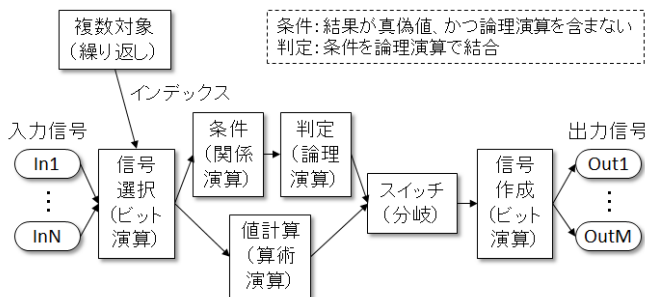 複数対象
(繰り返し)
条件:結果が真偽値、かつ論理演算を含まない
判定:条件を論理演算で結合
インデックス
入力信号
In1
⋮
InN
信号
選択
(ビット
演算)
条件
(関係
演算)
判定
(論理
演算)
値計算
(算術
演算)
スイッチ
(分岐)
信号
作成
(ビット
演算)
出力信号
Out1
⋮
OutM